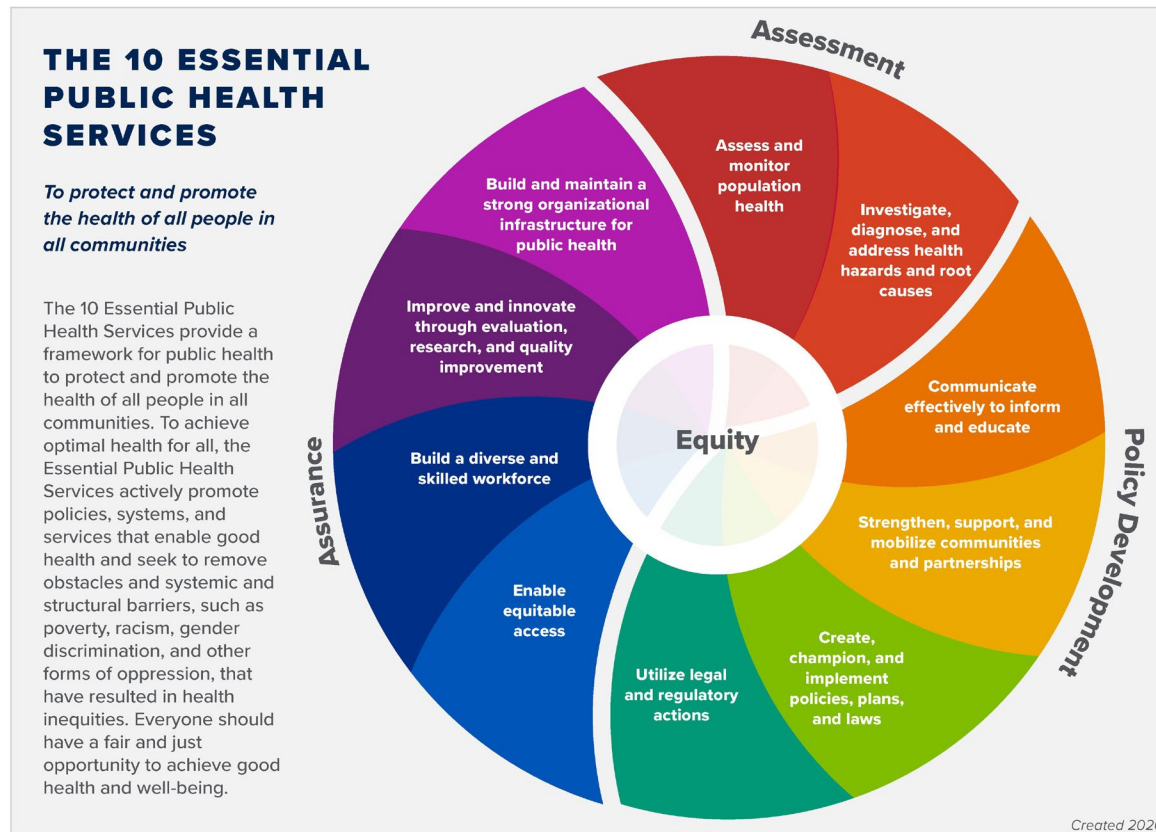 THE 10 ESSENTIAL
PUBLIC HEALTH
SERVICES
To protect and promote
the health of all people in
all communities
The 10 Essential Public
Health Services provide a
framework for public health
to protect and promote the
health of all people in all
communities. To achieve
optimal health for all, the
Essential Public Health
Services actively promote
policies, systems, and
services that enable good
health and seek to remove
obstacles and systemic and
structural barriers, such as
poverty, racism, gender
discrimination, and other
forms of oppression, that
have resulted in health
inequities. Everyone should
have a fair and just
opportunity to achieve good
health and well-being.
Assessment
Assess and
monitor
population
health
Investigate,
diagnose, and
address health
hazards and root
causes
Policy Development
Communicate
effectively to inform
and educate
Strengthen, support, and
mobilize communities
and partnerships
Create,
champion, and
implement
policies, plans,
and laws
Utilize legal
and regulatory
actions
Assurance
Enable
equitable
access
Build a diverse and
skilled workforce
Improve and innovate
through evaluation,
research, and quality
improvement
Build and maintain a
strong organizational
infrastructure for
public health
Equity
Created 2020